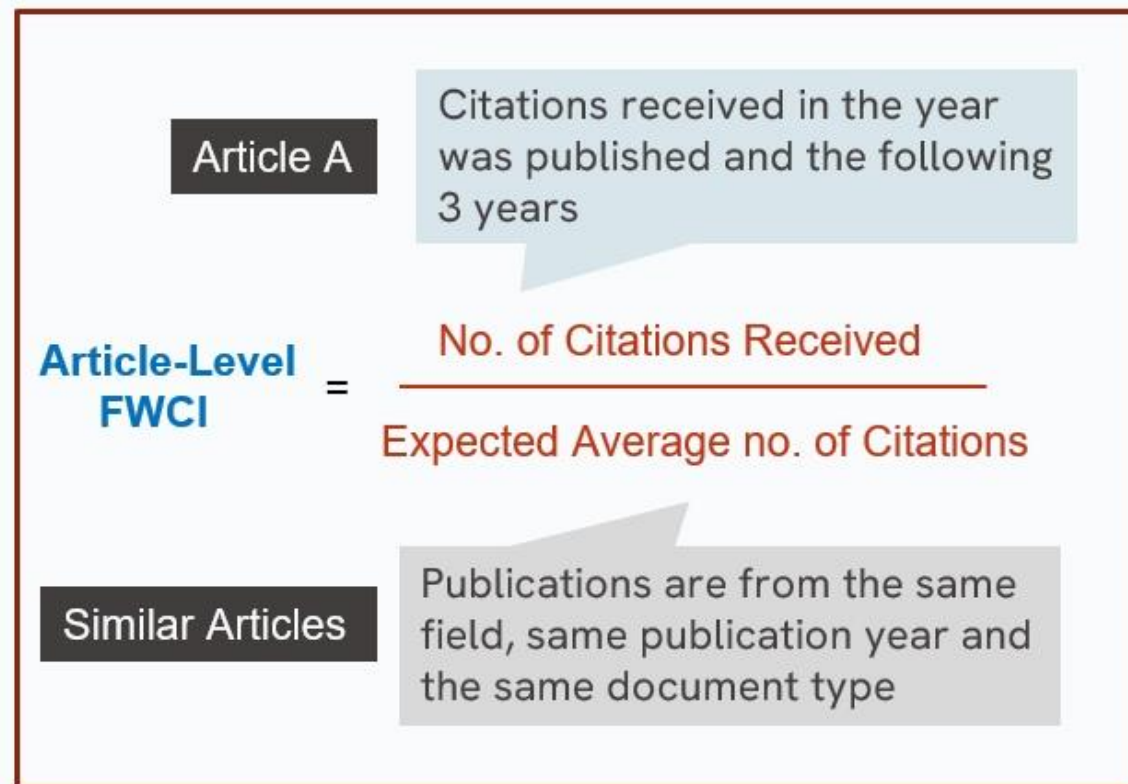 Article A
Citations received in the year
was published and the following
3 years
Article-Level
FWCI
=
No. of Citations Received
Expected Average no. of Citations
Similar Articles
Publications are from the same
field, same publication year and
the same document type